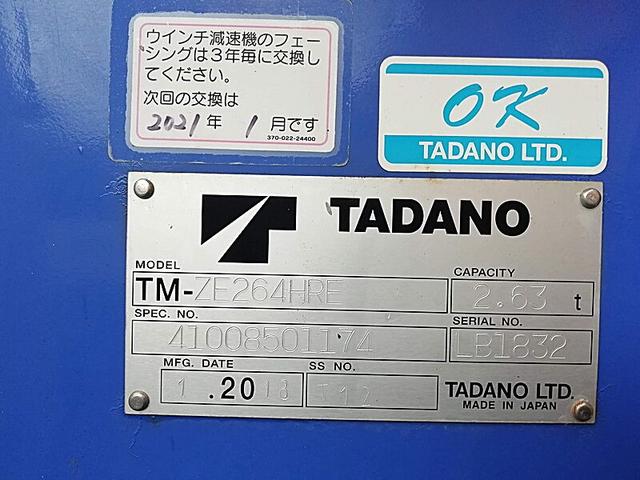 ウインチ減速機のフェー
シングは３年毎に交換し
てください。
次回の交換は
2021年 1月です
370-022-24400
OK
TADANO LTD.
TADANO
MODEL
TM-ZE264HRE
CAPACITY
2.63 t
SPEC. NO.
41008501174
SERIAL NO.
LB1832
MFG. DATE
1.2018
SS NO.
TADANO LTD.
MADE IN JAPAN